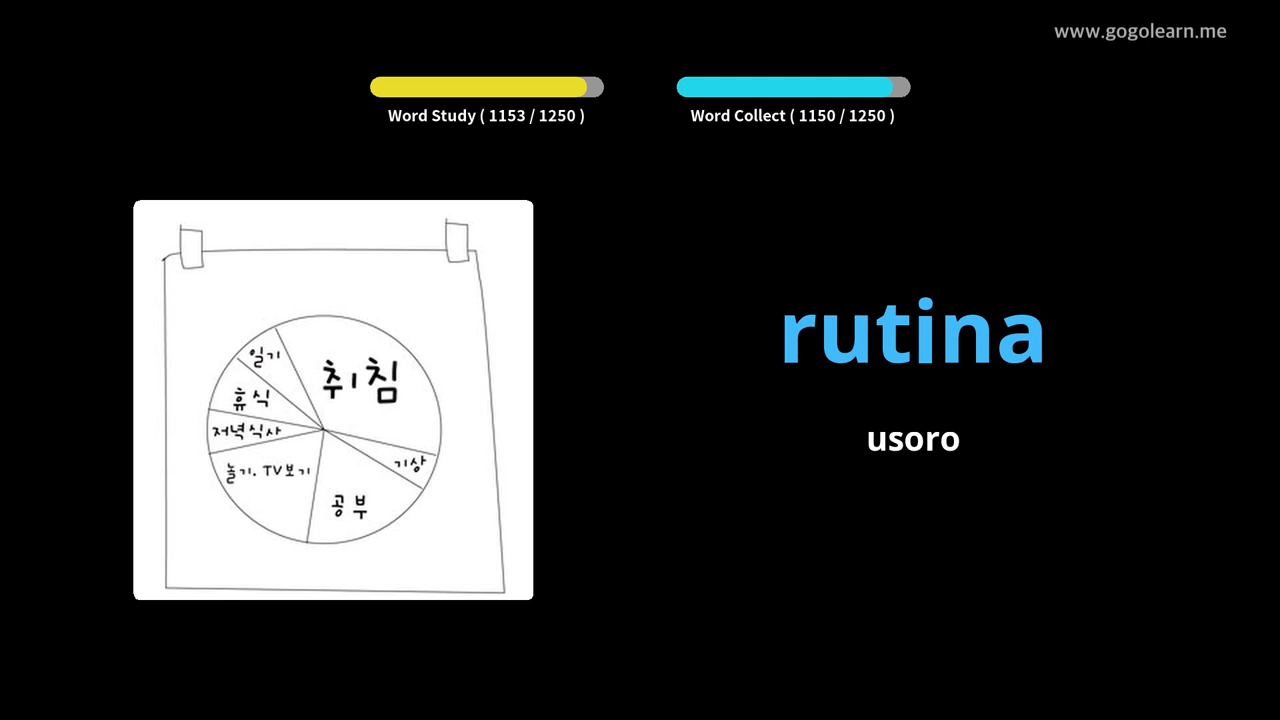 www.gogolearn.me
Word Study ( 1153 / 1250 )
Word Collect ( 1150 / 1250 )
일기
취침
휴식
저녁식사
기상
놀기. TV보기
공부
rutina
usoro